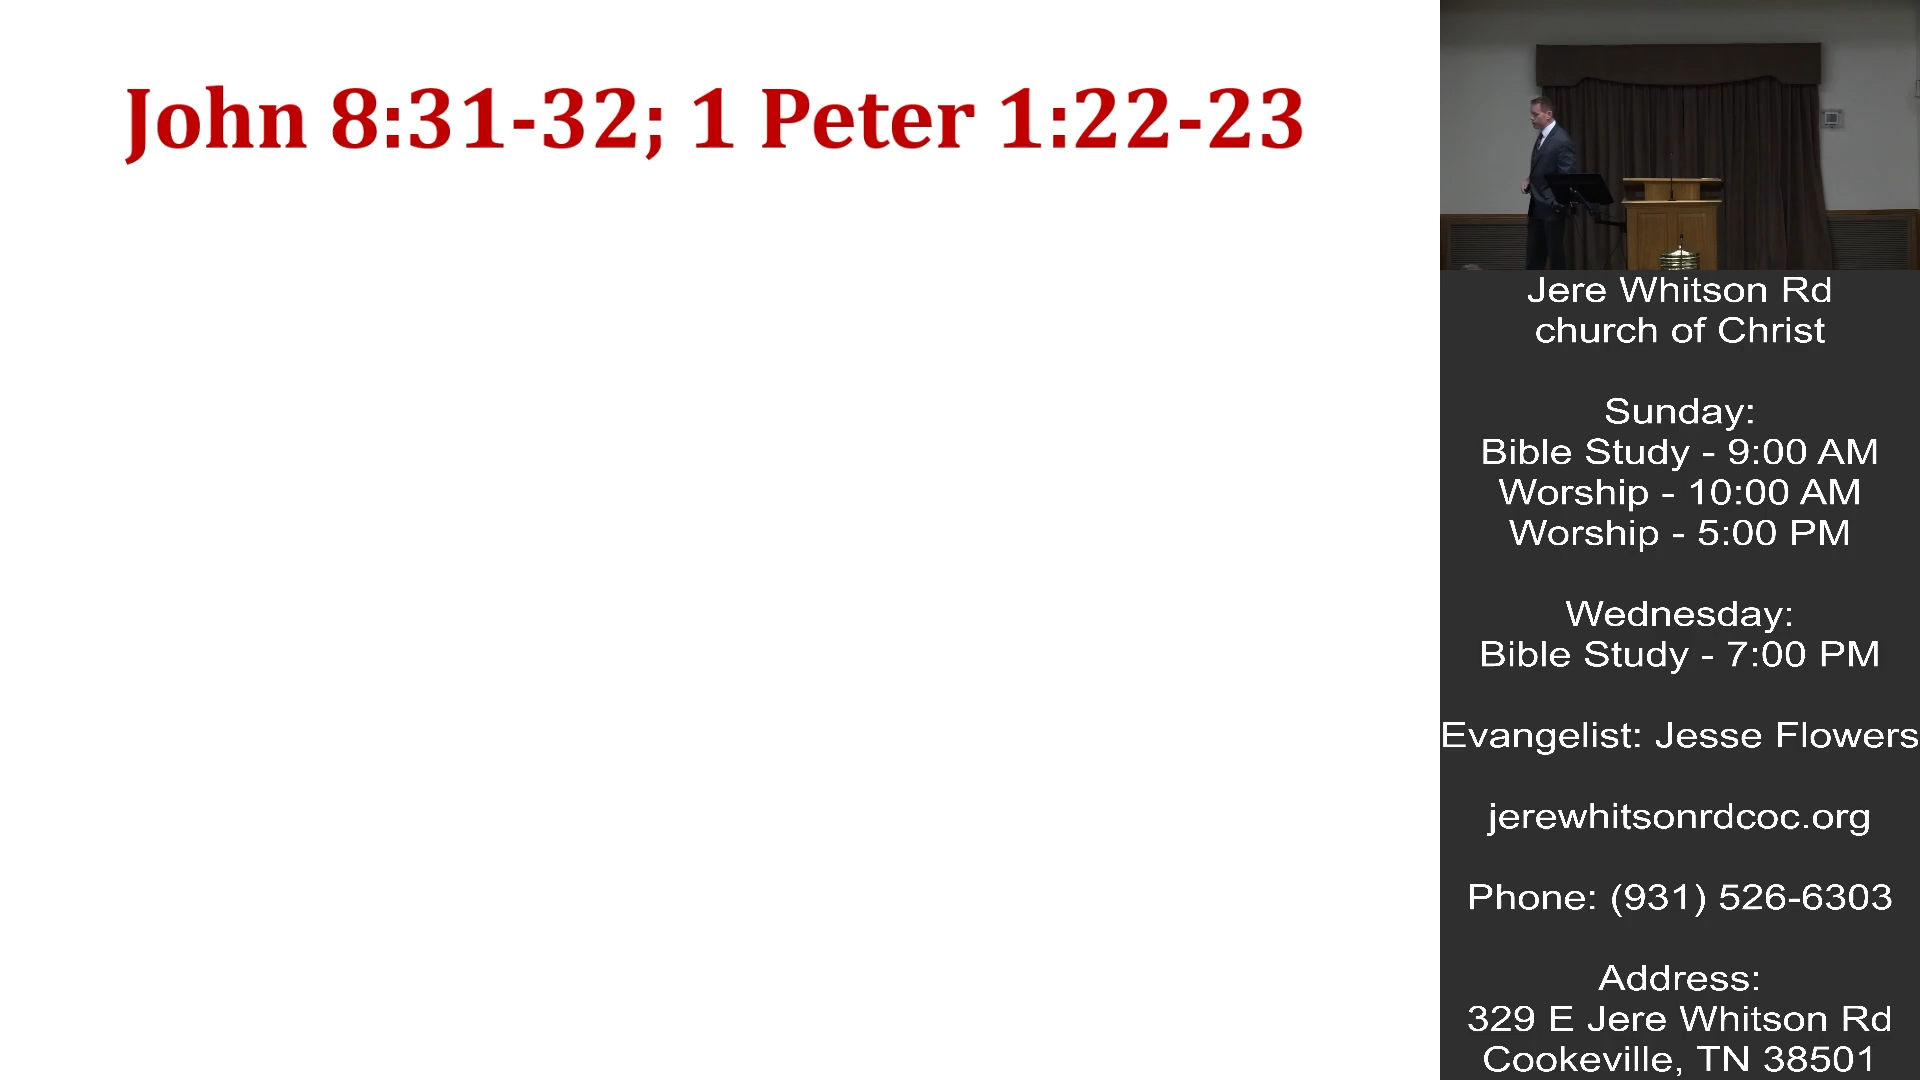 John 8:31-32; 1 Peter 1:22-23
Jere Whitson Rd
church of Christ
Sunday:
Bible Study - 9:00 AM
Worship - 10:00 AM
Worship - 5:00 PM
Wednesday:
Bible Study - 7:00 PM
Evangelist: Jesse Flowers
jerewhitsonrdcoc.org
Phone: (931) 526-6303
Address:
329 E Jere Whitson Rd
Cookeville, TN 38501